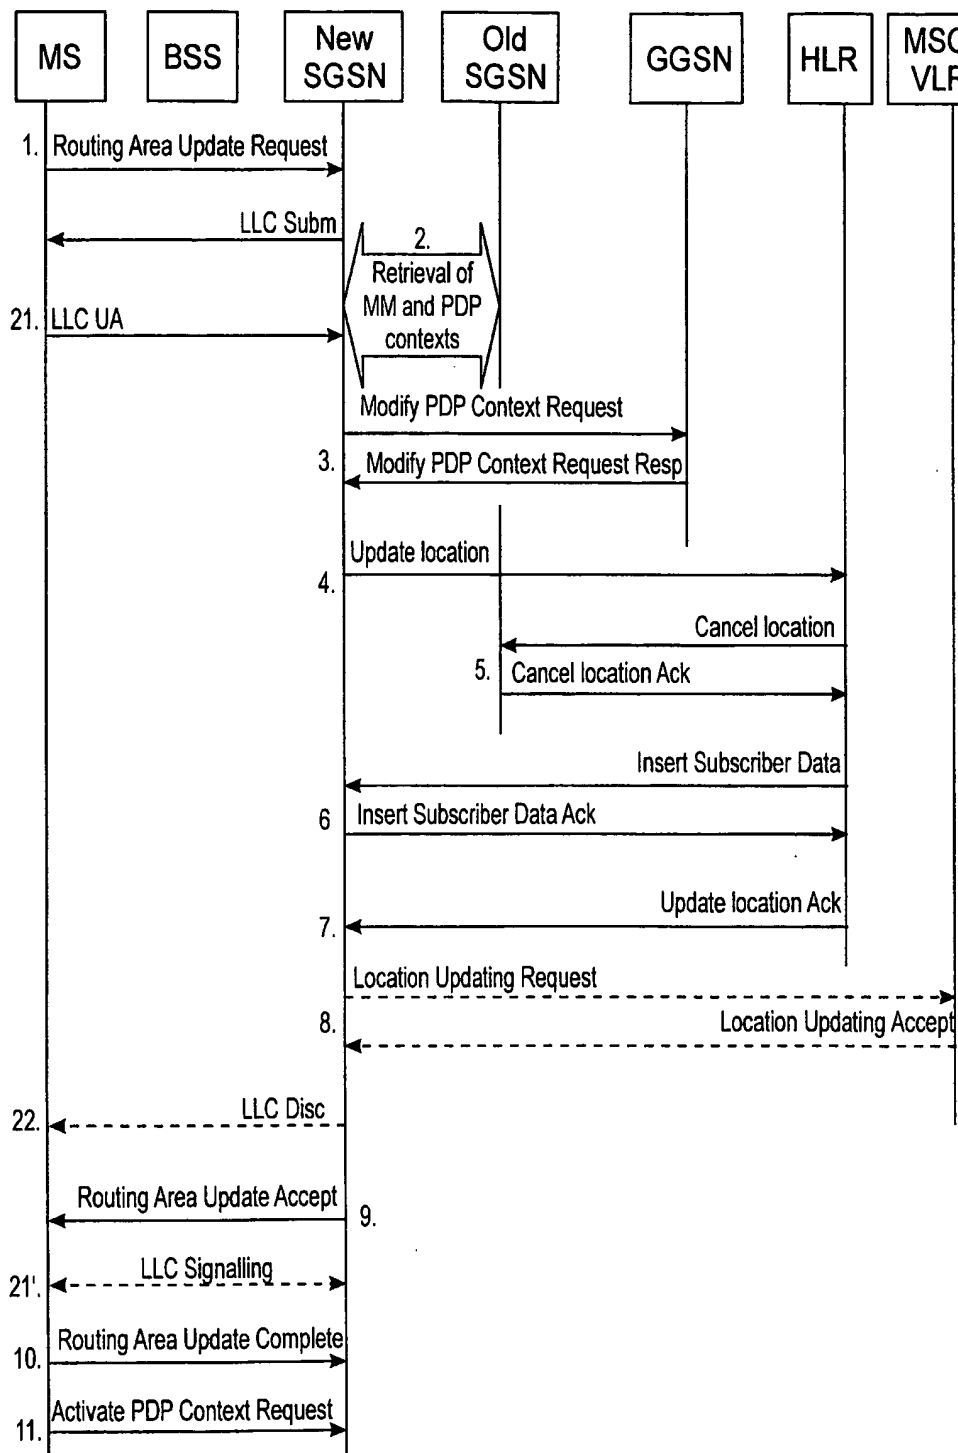 MS
BSS
New
SGSN
Old
SGSN
GGSN
HLR
MSC
VLR
1. Routing Area Update Request
LLC Subm
2.
Retrieval of
MM and PDP
contexts
21. LLC UA
Modify PDP Context Request
3. Modify PDP Context Request Resp
Update location
4.
Cancel location
5. Cancel location Ack
Insert Subscriber Data
6 Insert Subscriber Data Ack
Update location Ack
7.
Location Updating Request
8. Location Updating Accept
22. LLC Disc
Routing Area Update Accept 9.
LLC Signalling
21'.
Routing Area Update Complete
10.
Activate PDP Context Request
11.